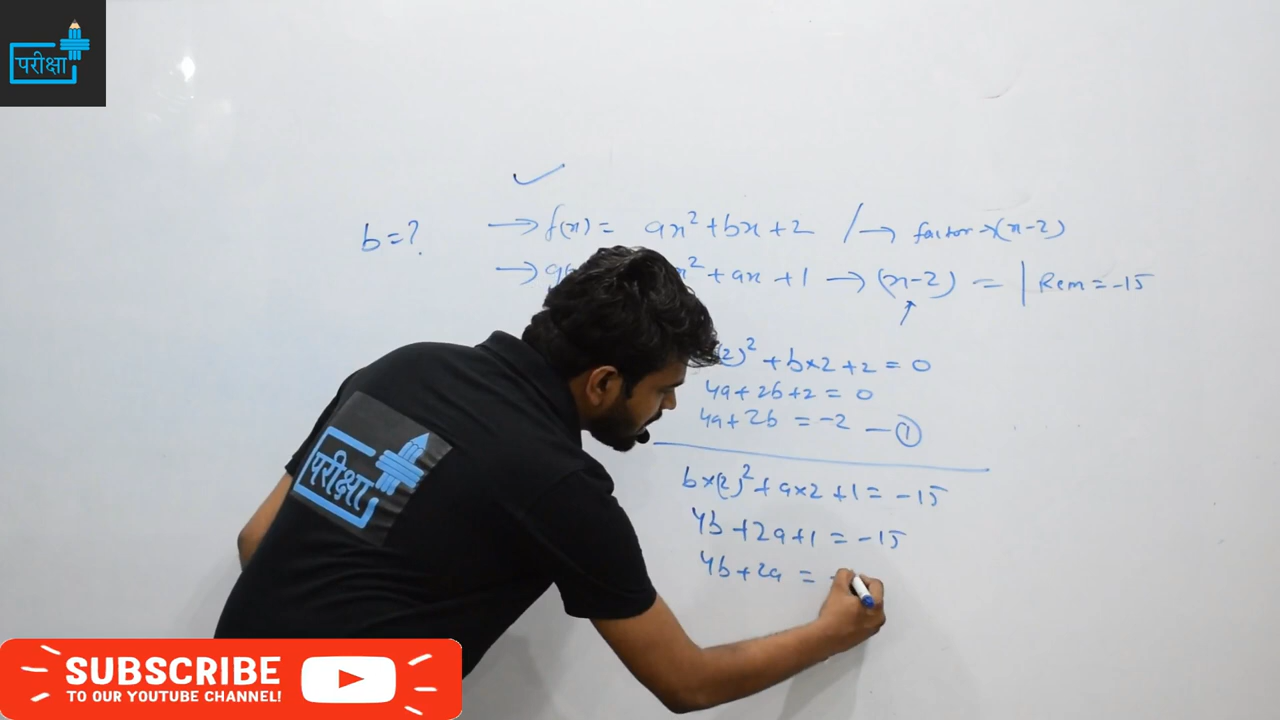 परीक्षा
b=?
→ f(x) = ax²+bx+2 / → factor → (x-2)
→ g( x² + ax + 1 → (x-2) = | Rem = -15
(2)² + b×2 + 2 = 0
4a+2b+2 = 0
4a+2b = -2 — ①
b×(2)² + a×2 + 1 = -15
4b + 2a + 1 = -15
4b + 2a = -
परीक्षा
SUBSCRIBE
TO OUR YOUTUBE CHANNEL!